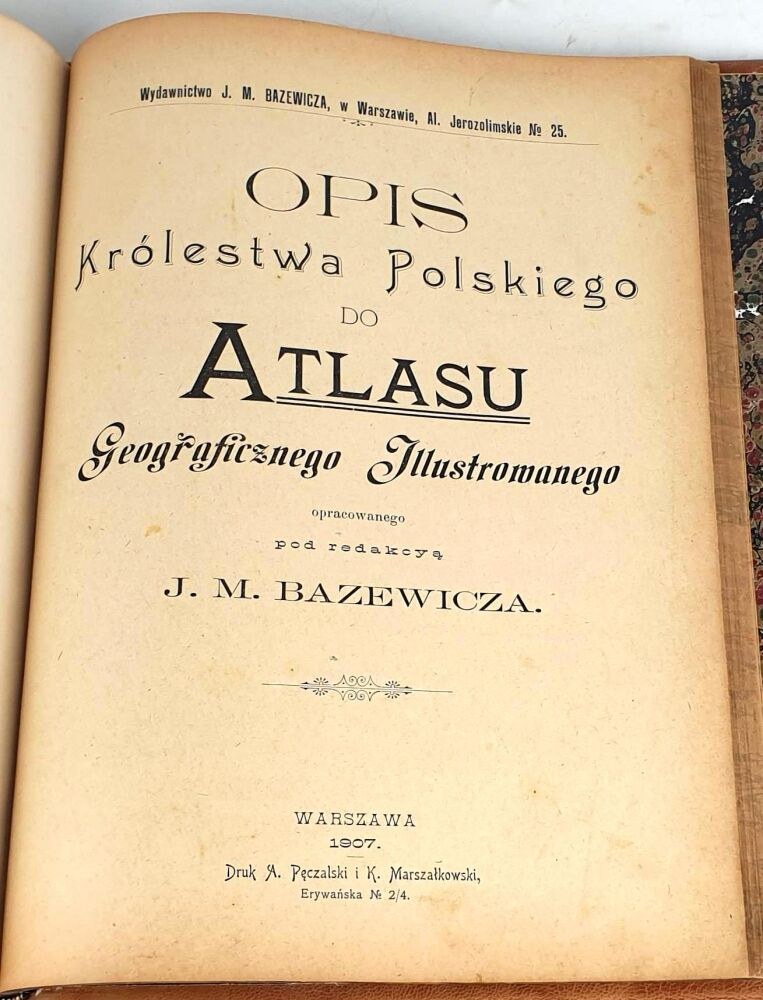 Wydawnictwo J. M. BAZEWICZA, w Warszawie, Al. Jerozolimskie № 25.
OPIS
Królestwa Polskiego
DO
ATLASU
Geograficznego Illustrowanego
opracowanego
pod redakcyą
J. M. BAZEWICZA.
WARSZAWA
1907.
Druk A. Pęczalski i K. Marszałkowski,
Erywańska № 2/4.